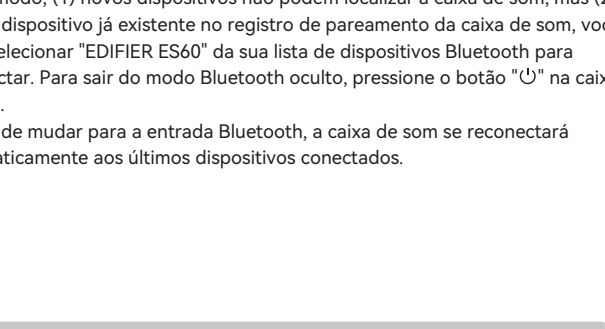 modo, (1) novos dispositivos não podem localizar a caixa de som, mas (2
dispositivo já existente no registro de pareamento da caixa de som, voc
elecionar "EDIFIER ES60" da sua lista de dispositivos Bluetooth para
ctar. Para sair do modo Bluetooth oculto, pressione o botão "⏻" na caix
.
de mudar para a entrada Bluetooth, a caixa de som se reconectará
aticamente aos últimos dispositivos conectados.